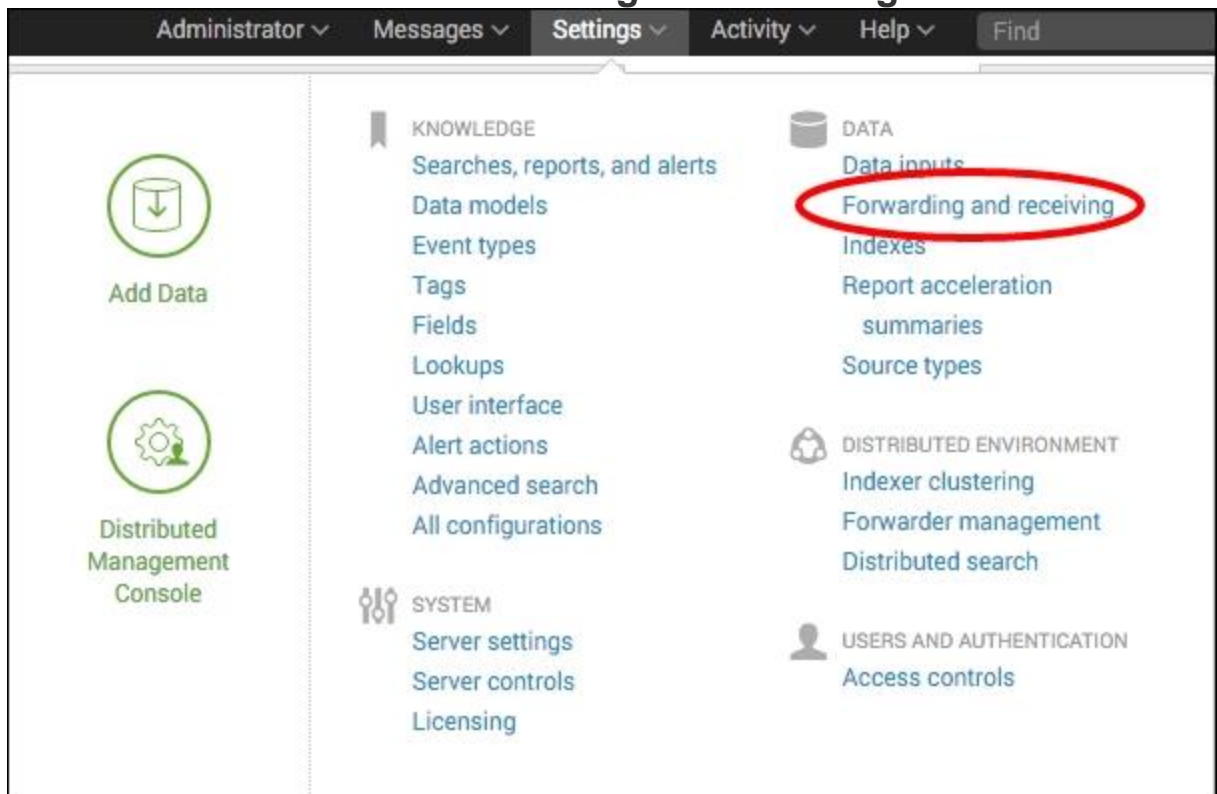 Administrator Messages Settings Activity Help Find
Add Data
Distributed
Management
Console
KNOWLEDGE
Searches, reports, and alerts
Data models
Event types
Tags
Fields
Lookups
User interface
Alert actions
Advanced search
All configurations
SYSTEM
Server settings
Server controls
Licensing
DATA
Data inputs
Forwarding and receiving
Indexes
Report acceleration
summaries
Source types
DISTRIBUTED ENVIRONMENT
Indexer clustering
Forwarder management
Distributed search
USERS AND AUTHENTICATION
Access controls